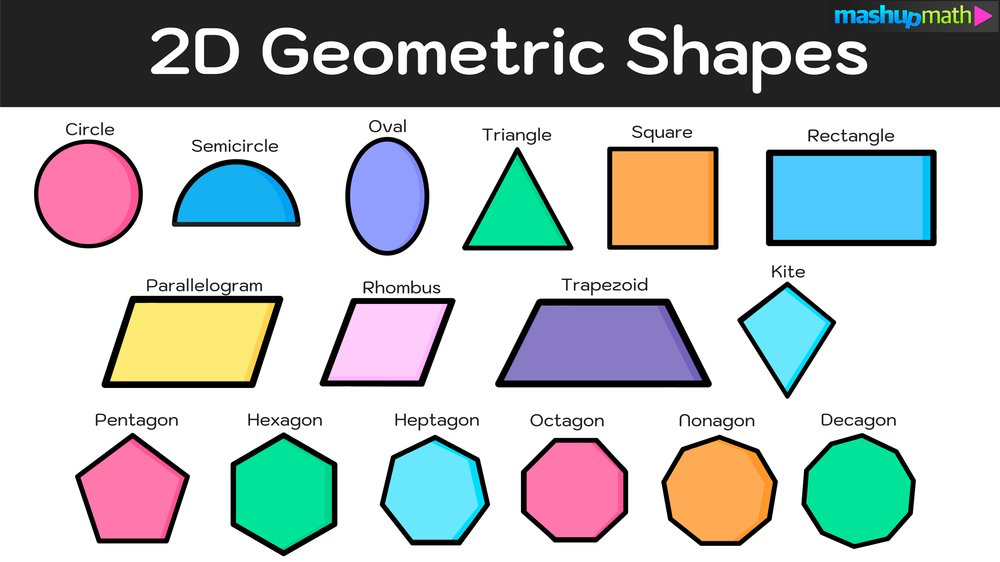 mashupmath
2D Geometric Shapes
Circle
Semicircle
Oval
Triangle
Square
Rectangle
Parallelogram
Rhombus
Trapezoid
Kite
Pentagon
Hexagon
Heptagon
Octagon
Nonagon
Decagon